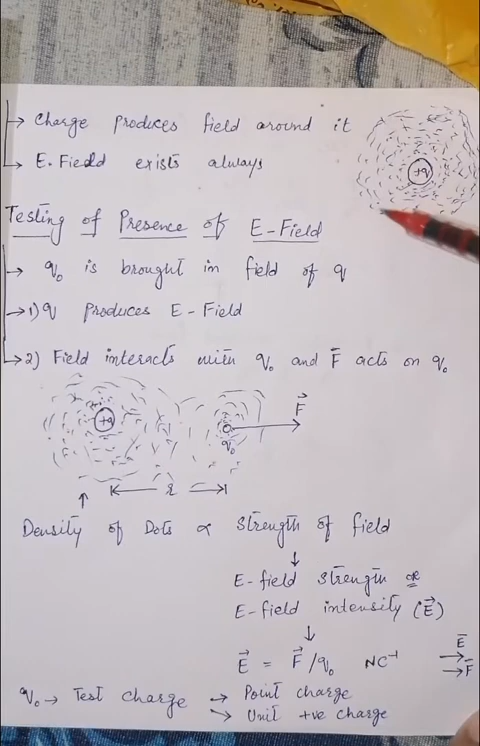 → Charge produces field around it
→ E. Field exists always
+q
Testing of Presence of E-Field
→ q₀ is brought in field of q
→ 1) q Produces E-Field
→ 2) Field interacts with q₀ and F⃗ acts on q₀
+q
q₀
F⃗
r
Density of Dots ∝ Strength of field
↓
E-field strength or
E-field intensity (E⃗)
↓
E⃗ = F⃗/q₀ NC⁻¹
E⃗
F⃗
q₀ → Test charge → Point charge
→ Unit +ve charge